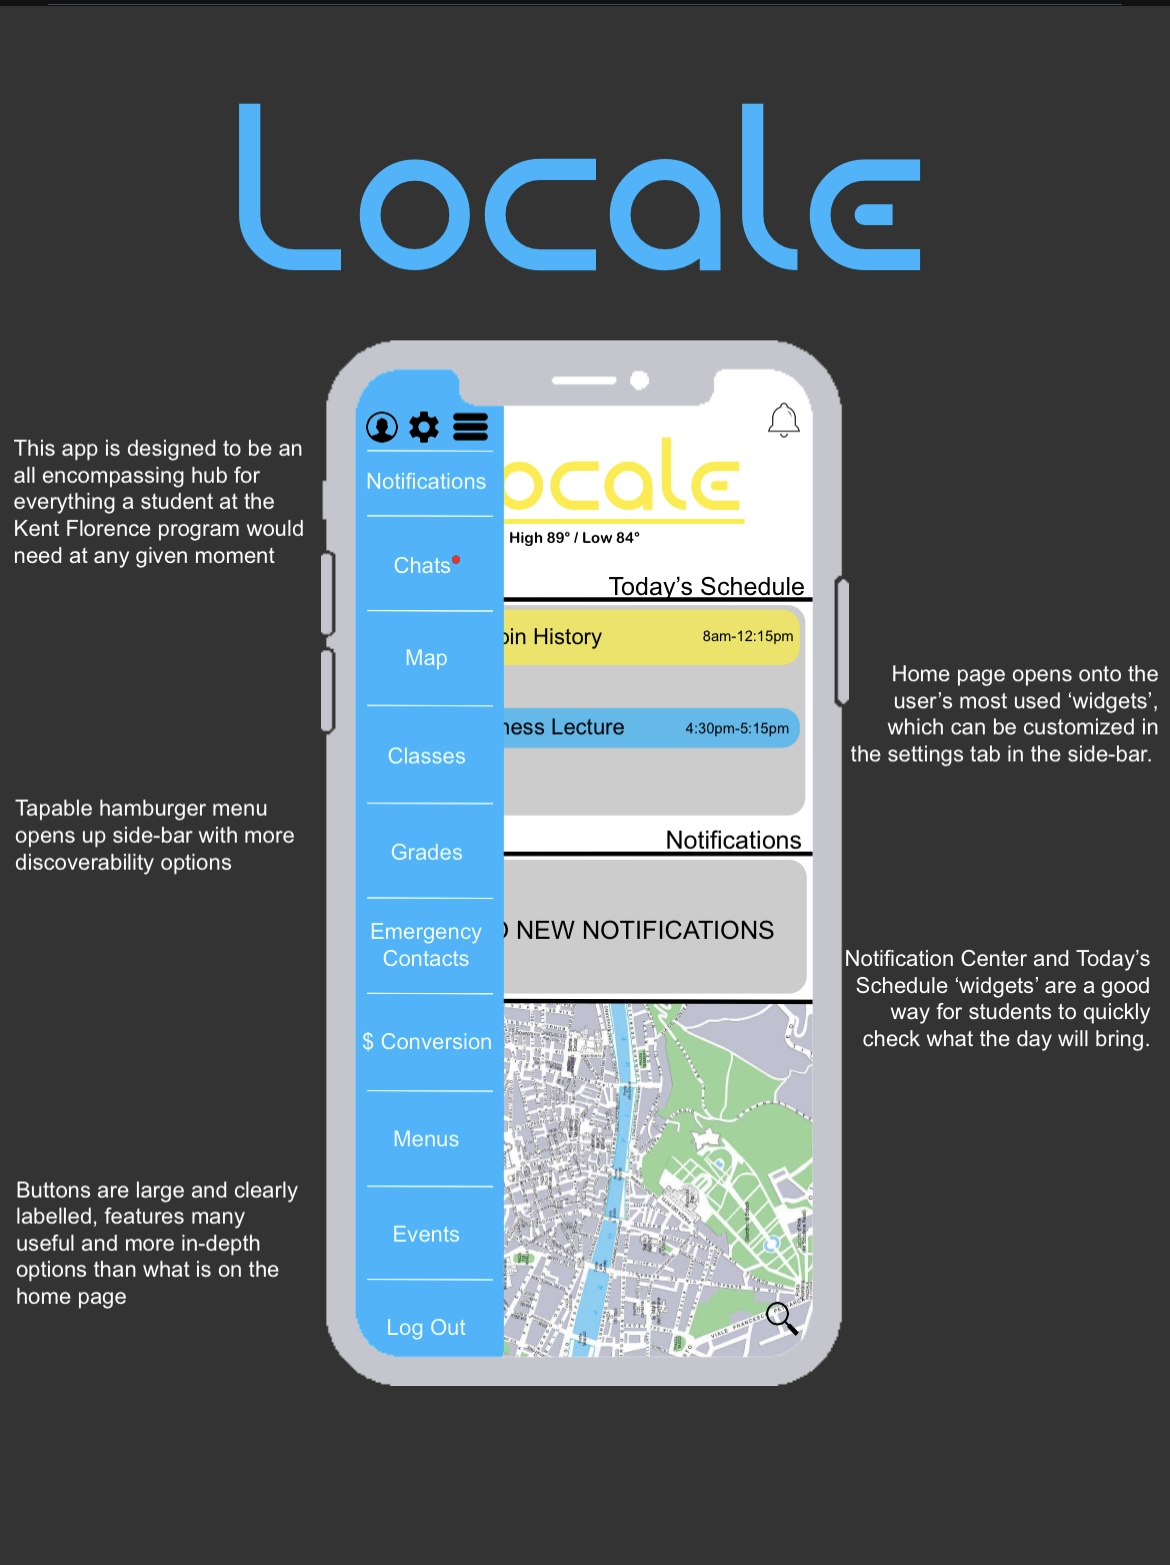 Locale
This app is designed to be an
all encompassing hub for
everything a student at the
Kent Florence program would
need at any given moment
Tapable hamburger menu
opens up side-bar with more
discoverability options
Buttons are large and clearly
labelled, features many
useful and more in-depth
options than what is on the
home page
Notifications
Chats
Map
Classes
Grades
Emergency
Contacts
$ Conversion
Menus
Events
Log Out
ocale
High 89° / Low 84°
Today's Schedule
History 8am-12:15pm
Lecture 4:30pm-5:15pm
Notifications
NEW NOTIFICATIONS
Home page opens onto the
user's most used ‘widgets’,
which can be customized in
the settings tab in the side-bar.
Notification Center and Today's
Schedule ‘widgets’ are a good
way for students to quickly
check what the day will bring.